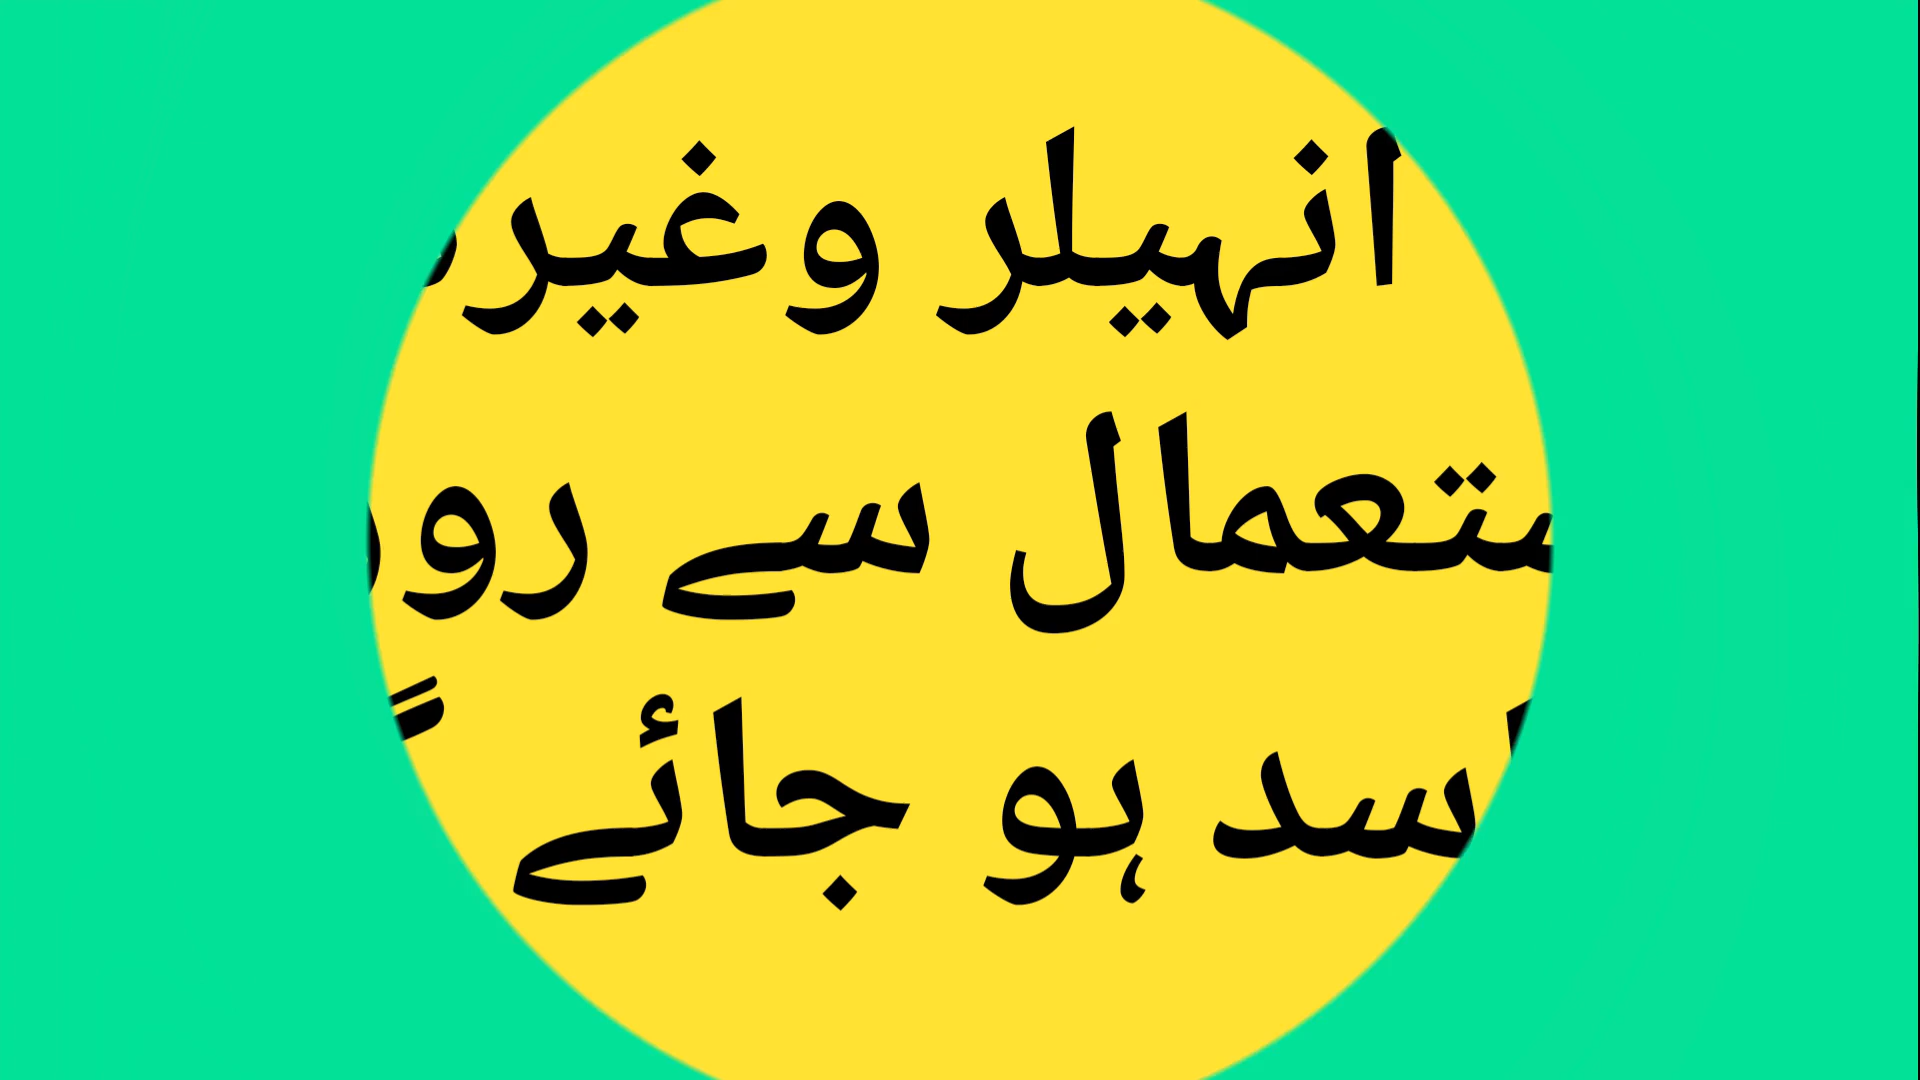 انہیلر وغیرہ
ستعمال سے رو
سد ہو جائے